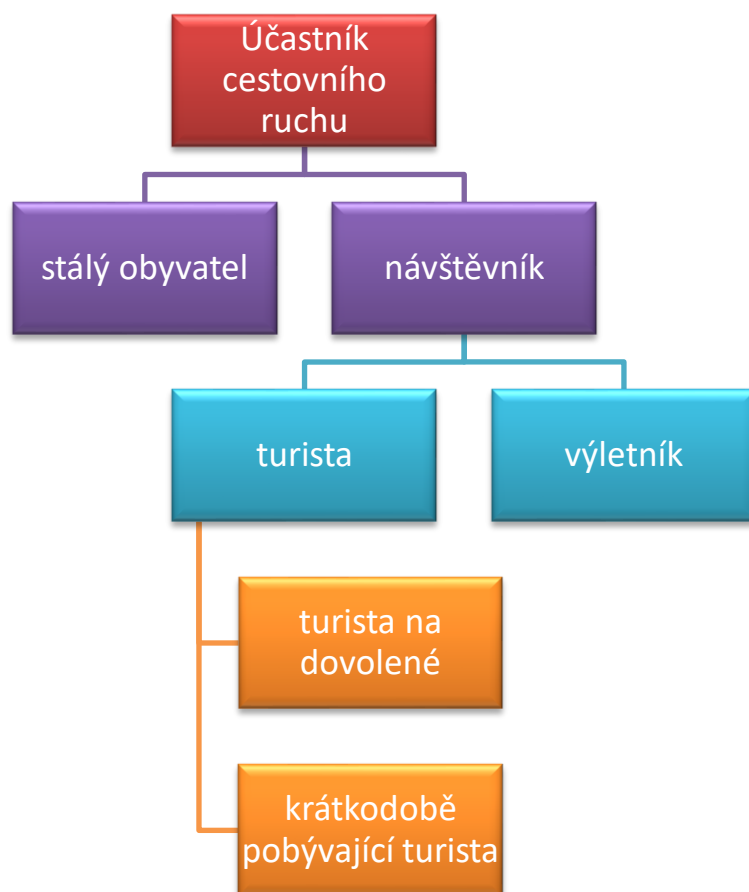 Účastník
cestovního
ruchu
stálý obyvatel
návštěvník
turista
výletník
turista na
dovolené
krátkodobě
pobývající turista